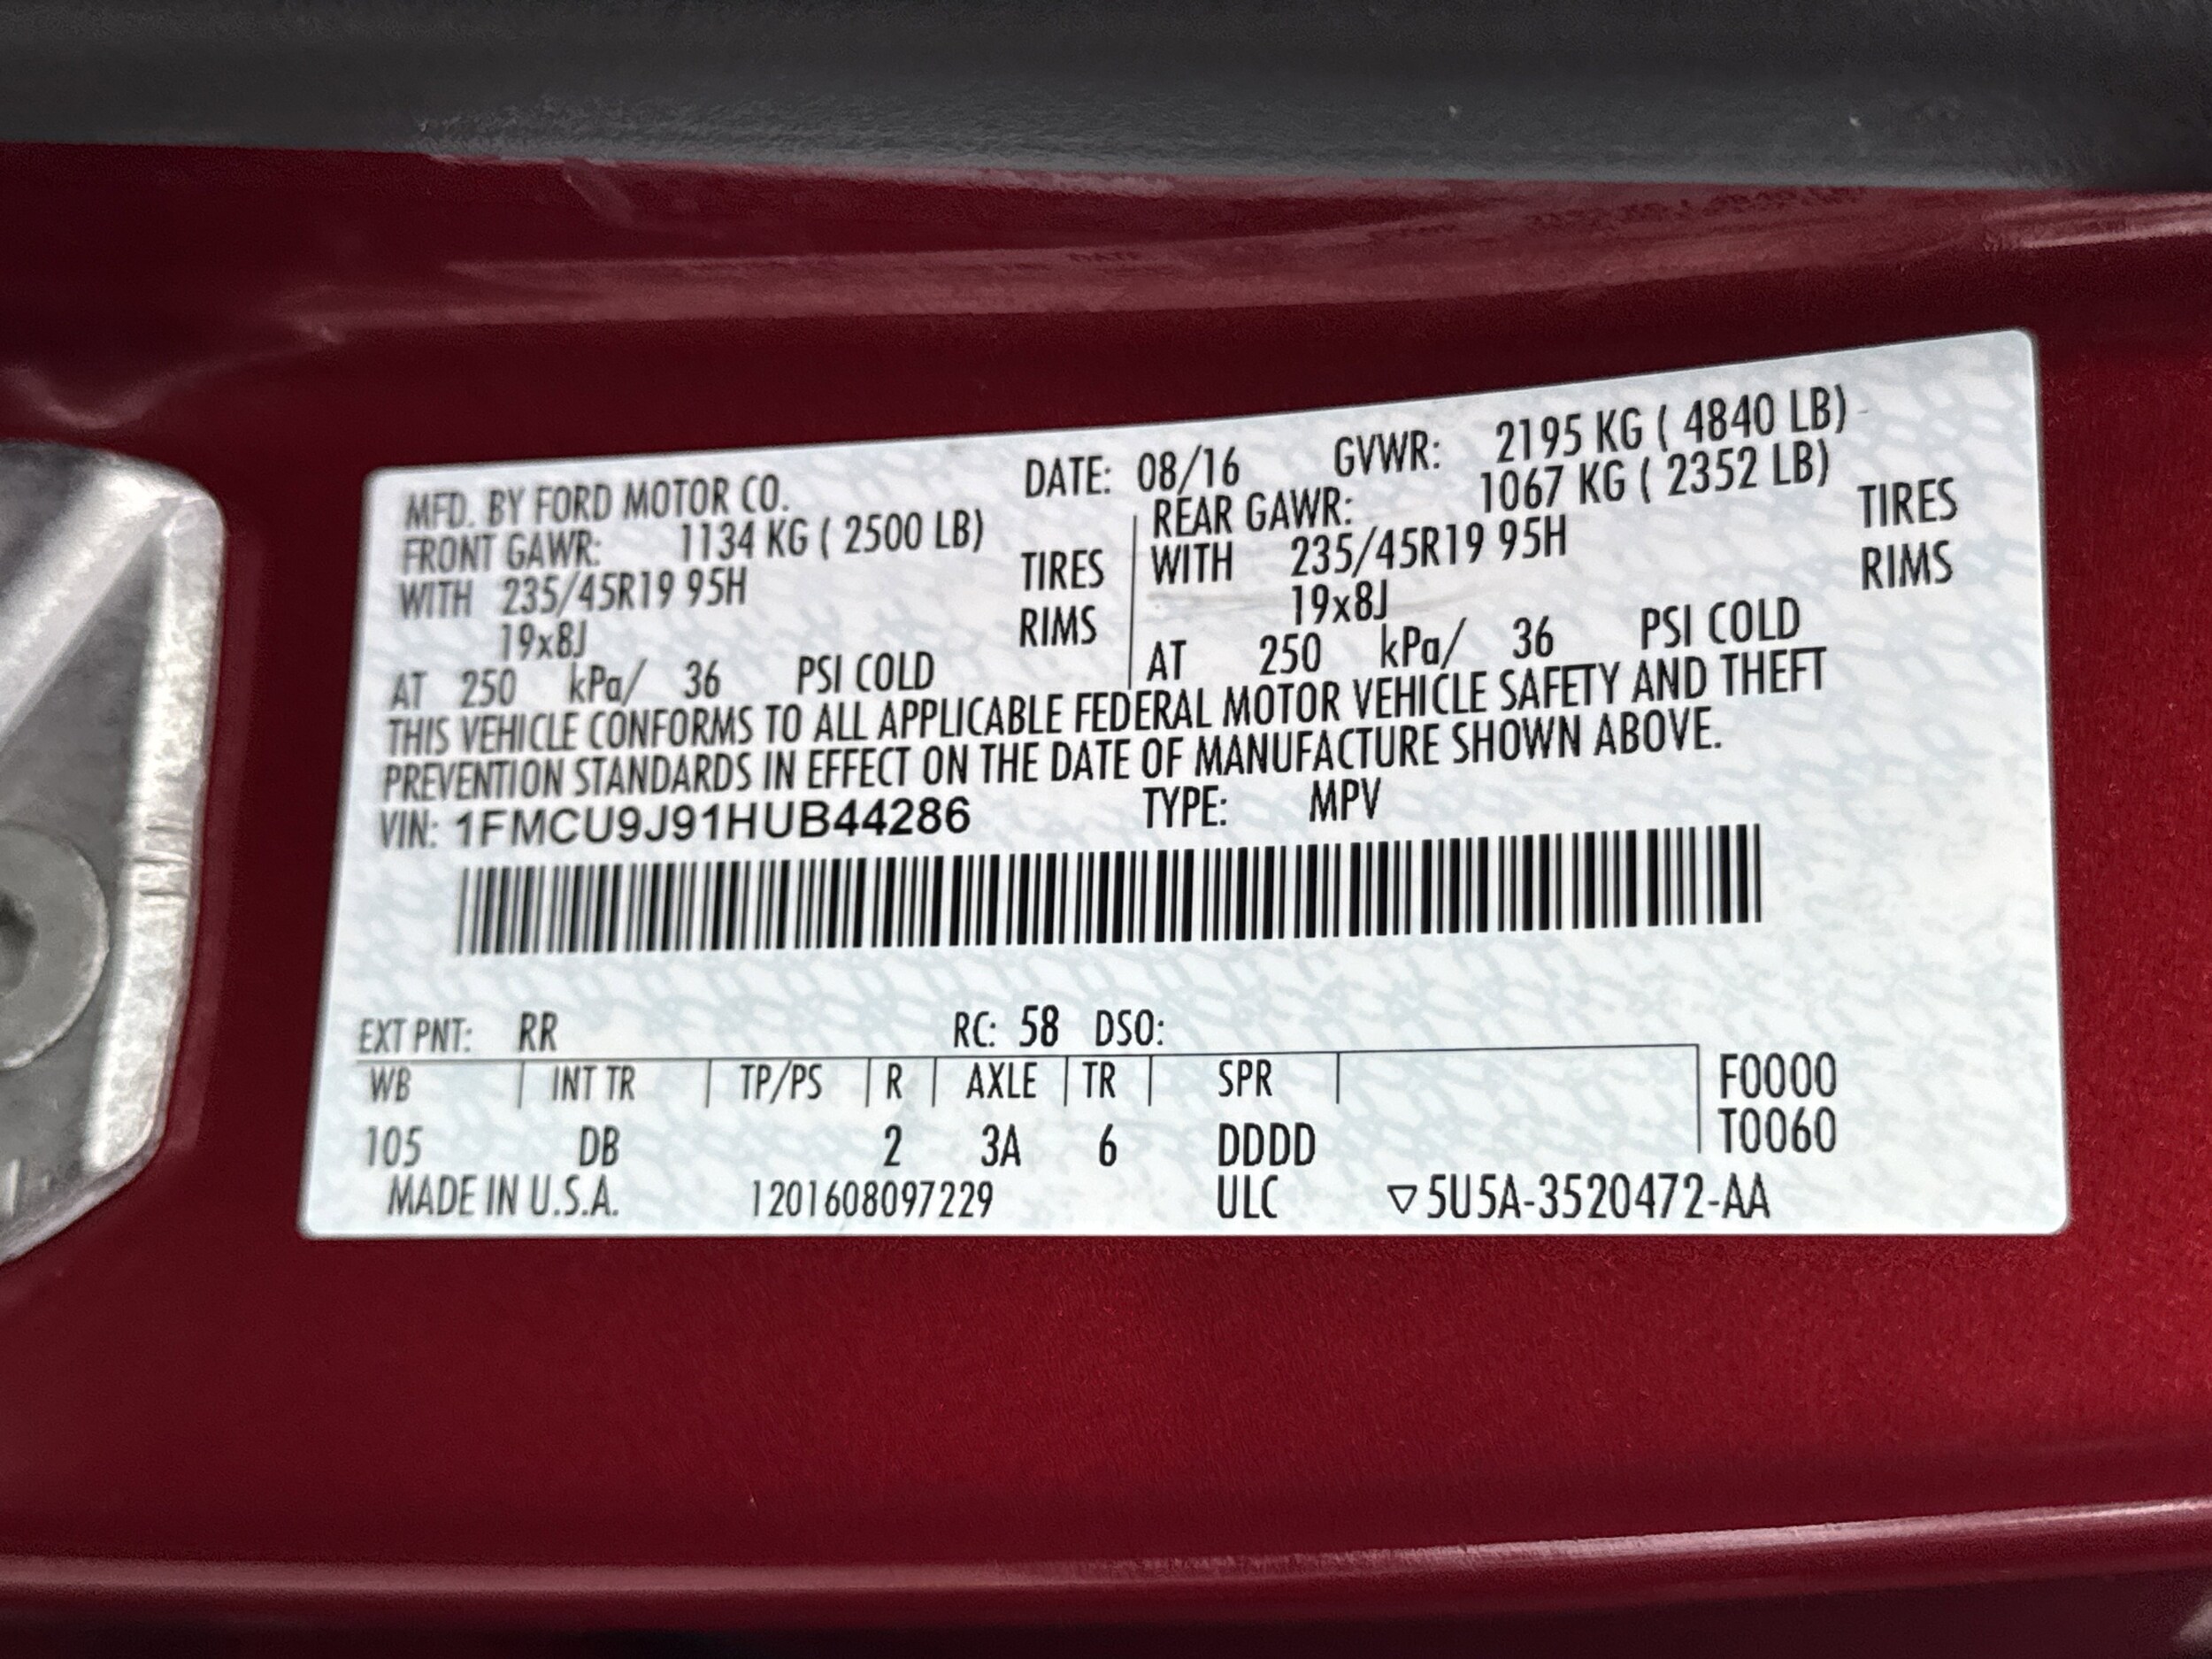 MFD. BY FORD MOTOR CO. DATE: 08/16 GVWR: 2195 KG ( 4840 LB)
FRONT GAWR: 1134 KG ( 2500 LB) REAR GAWR: 1067 KG ( 2352 LB)
WITH 235/45R19 95H TIRES WITH 235/45R19 95H TIRES
19x8J RIMS 19x8J RIMS
AT 250 kPa/ 36 PSI COLD AT 250 kPa/ 36 PSI COLD
THIS VEHICLE CONFORMS TO ALL APPLICABLE FEDERAL MOTOR VEHICLE SAFETY AND THEFT
PREVENTION STANDARDS IN EFFECT ON THE DATE OF MANUFACTURE SHOWN ABOVE.
VIN: 1FMCU9J91HUB44286 TYPE: MPV
EXT PNT: RR RC: 58 DSO:
WB INT TR TP/PS R AXLE TR SPR F0000
105 DB 2 3A 6 DDDD T0060
MADE IN U.S.A. 1201608097229 ULC ▽5U5A-3520472-AA